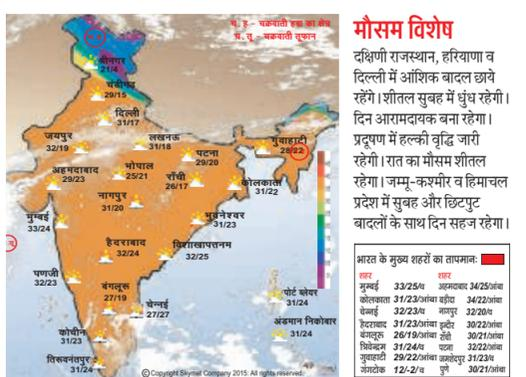 च. ह - चक्रवाती हवा का क्षेत्र
च. तु - चक्रवाती तूफान
श्रीनगर
21/4
चंडीगढ़
29/15
दिल्ली
31/17
जयपुर
32/19
लखनऊ
31/18
पटना
29/20
गुवाहाटी
28/22
अहमदाबाद
29/23
भोपाल
25/21
राँची
26/17
कोलकाता
31/22
नागपुर
31/20
मुम्बई
33/24
भुवनेश्वर
31/23
हैदराबाद
32/24
विशाखापतनम
32/25
पणजी
32/23
बंगलूरू
27/19
चेन्नई
27/27
पोर्ट ब्लेयर
31/24
अंडमान निकोबार
31/24
कोचीन
31/23
तिरूवनंतपुरम
31/24
© Copyright Skymet Company 2015: All rights reserved.
मौसम विशेष
दक्षिणी राजस्थान, हरियाणा व
दिल्ली में आंशिक बादल छाये
रहेंगे। शीतल सुबह में धुंध रहेगी।
दिन आरामदायक बना रहेगा।
प्रदूषण में हल्की वृद्धि जारी
रहेगी। रात का मौसम शीतल
रहेगा। जम्मू-कश्मीर व हिमाचल
प्रदेश में सुबह और छिटपुट
बादलों के साथ दिन सहज रहेगा।
भारत के मुख्य शहरों का तापमानः
शहर शहर
मुम्बई 33/25/व अहमदाबाद 34/25/आंबा
कोलकाता 31/23/आंबा बड़ौदा 34/22/आंबा
चेन्नई 32/23/व नागपुर 32/20/व
हैदराबाद 31/23/आंबा इन्दौर 30/22/आंबा
बंगलूरू 26/19/आंबा राँची 30/21/आंबा
त्रिवेन्द्रम 31/24/व पटना 32/22/आंबा
गुवाहाटी 29/22/आंबा जमशेदपुर 31/23/व
गंगटोक 12/-2/व पुणे 30/21/आंबा